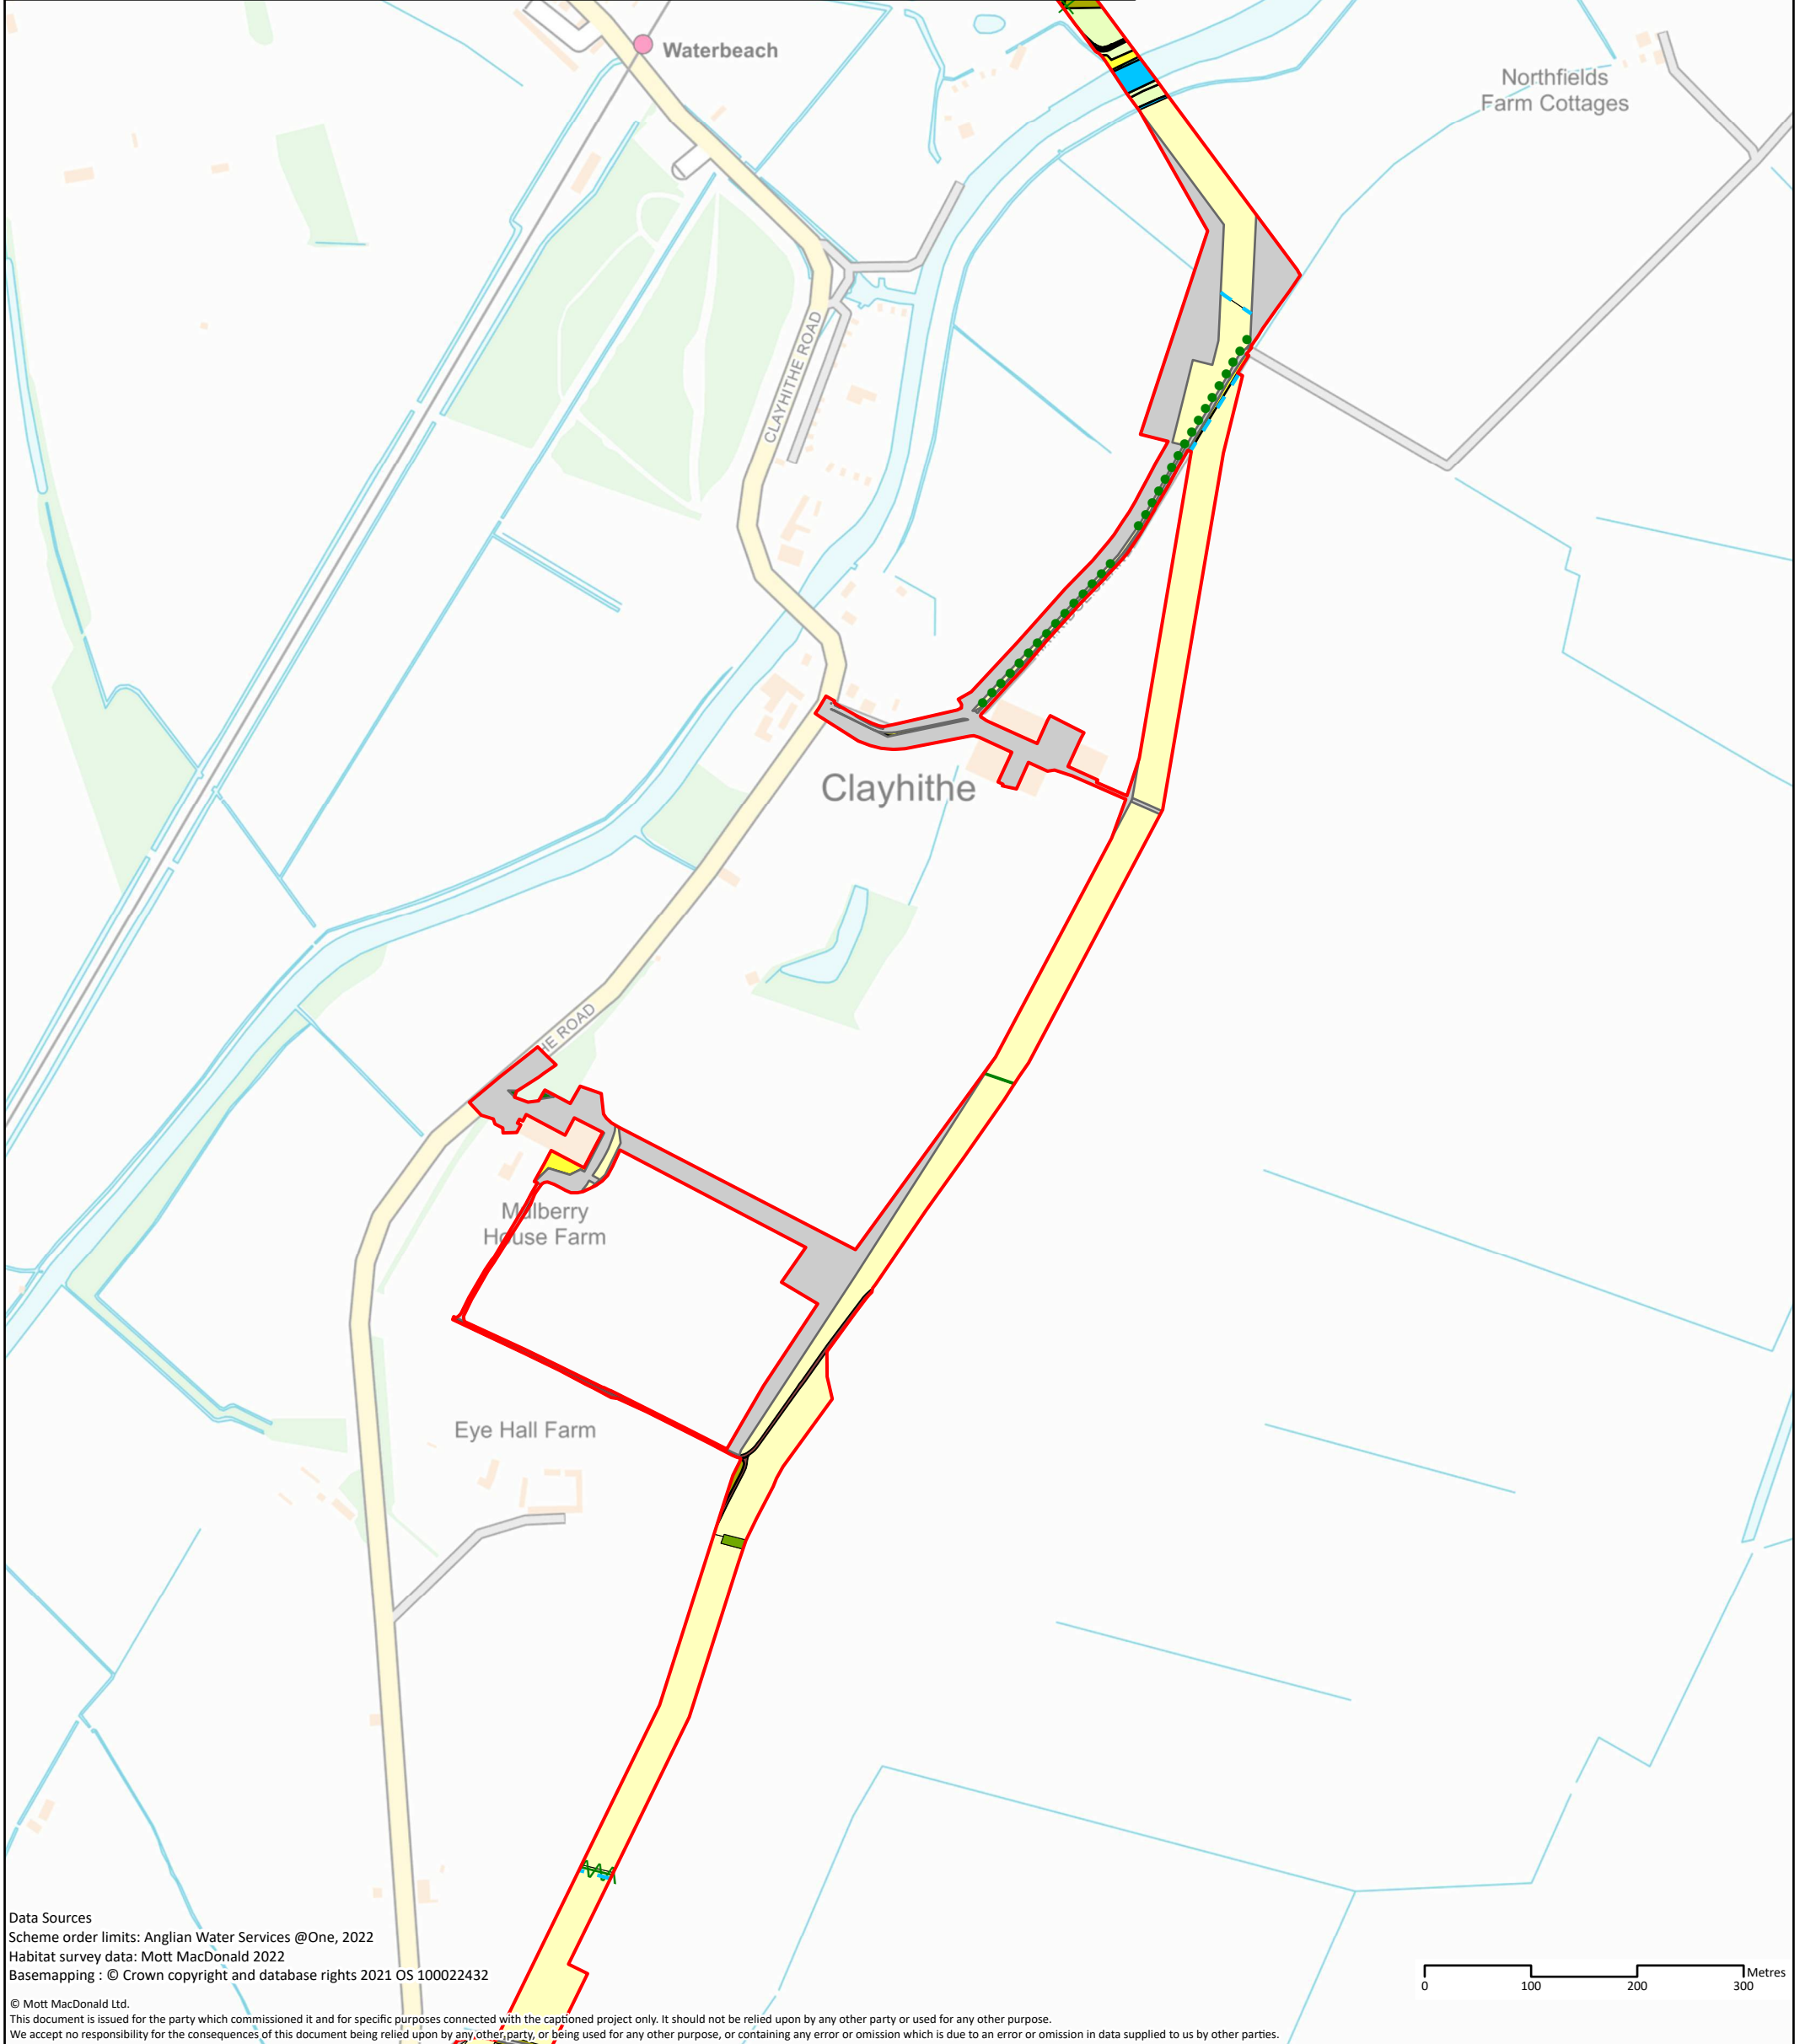 Waterbeach
Northfields
Farm Cottages
CLAYHITHE ROAD
Clayhithe
HE ROAD
Mulberry
House Farm
Eye Hall Farm
Data Sources
Scheme order limits: Anglian Water Services @One, 2022
Habitat survey data: Mott MacDonald 2022
Basemapping : © Crown copyright and database rights 2021 OS 100022432
© Mott MacDonald Ltd.
This document is issued for the party which commissioned it and for specific purposes connected with the captioned project only. It should not be relied upon by any other party or used for any other purpose.
We accept no responsibility for the consequences of this document being relied upon by any other party, or being used for any other purpose, or containing any error or omission which is due to an error or omission in data supplied to us by other parties.
Metres
0 100 200 300